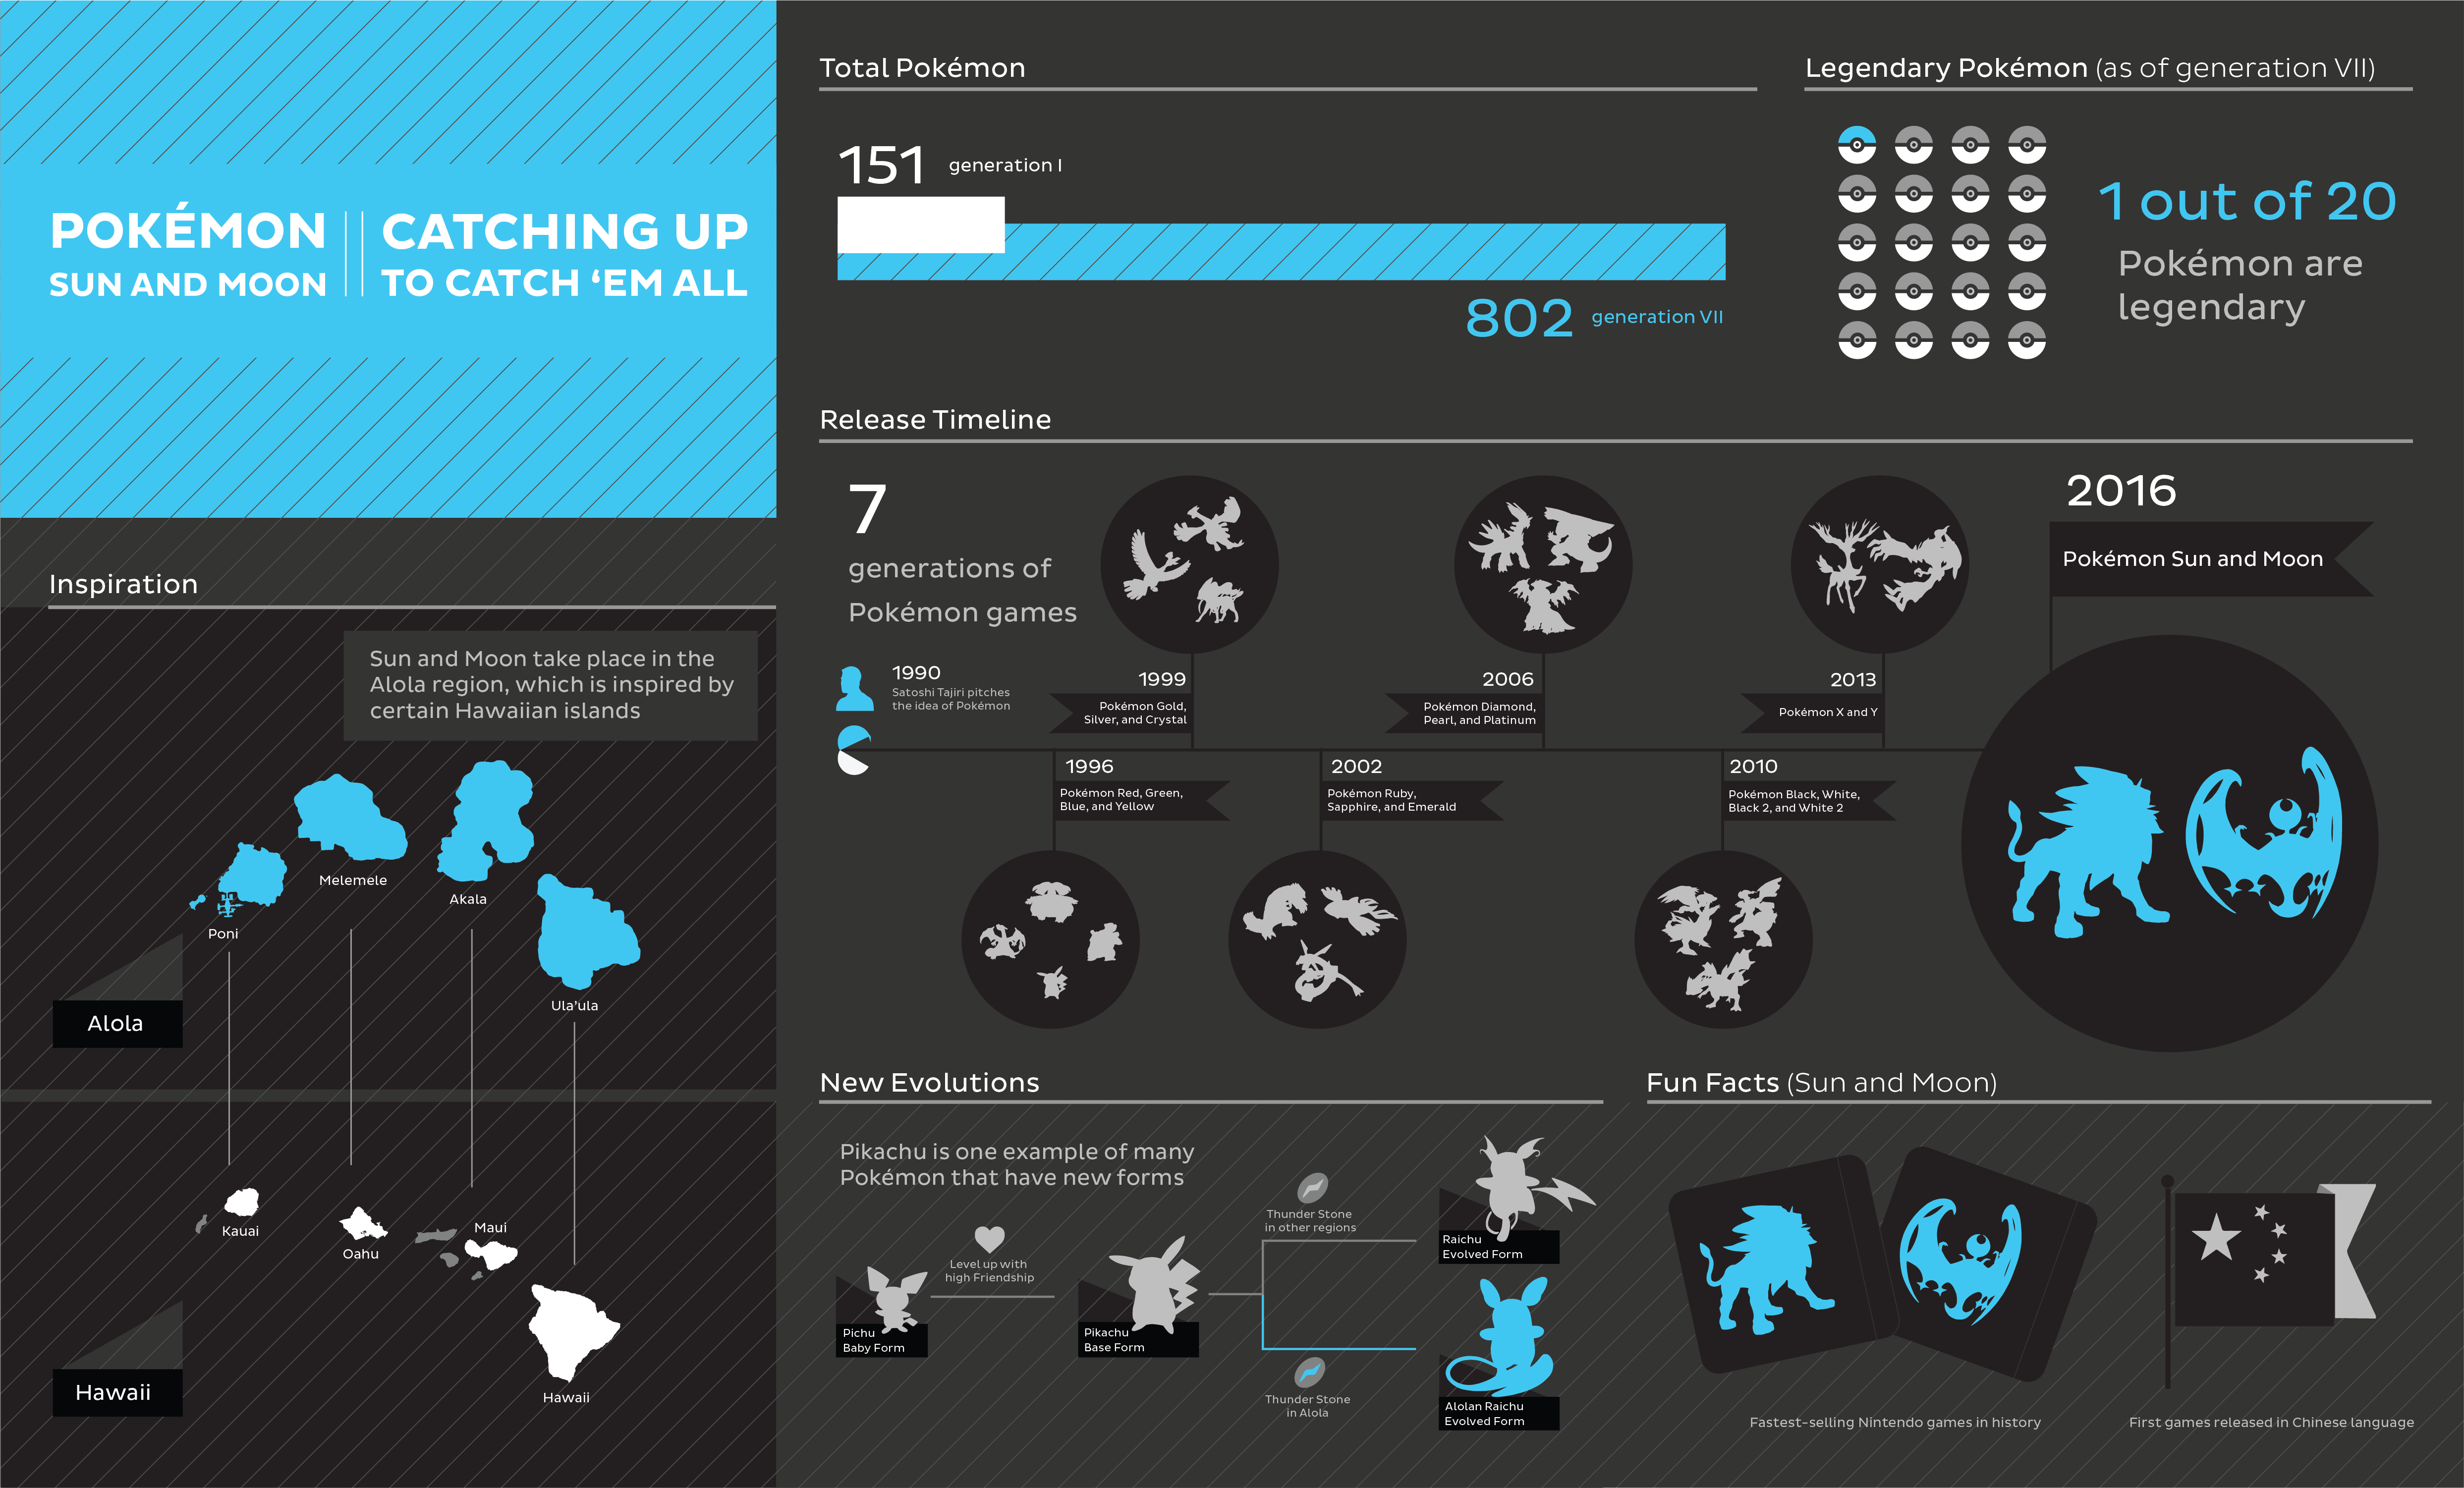 POKÉMON
SUN AND MOON
CATCHING UP
TO CATCH ‘EM ALL
Inspiration
Sun and Moon take place in the
Alola region, which is inspired by
certain Hawaiian islands
Poni
Melemele
Akala
Ula’ula
Alola
Kauai
Oahu
Maui
Hawaii
Hawaii
Total Pokémon
151 generation I
802 generation VII
Legendary Pokémon (as of generation VII)
1 out of 20
Pokémon are
legendary
Release Timeline
7
generations of
Pokémon games
1990
Satoshi Tajiri pitches
the idea of Pokémon
1996
Pokémon Red, Green,
Blue, and Yellow
1999
Pokémon Gold,
Silver, and Crystal
2002
Pokémon Ruby,
Sapphire, and Emerald
2006
Pokémon Diamond,
Pearl, and Platinum
2010
Pokémon Black, White,
Black 2, and White 2
2013
Pokémon X and Y
2016
Pokémon Sun and Moon
New Evolutions
Pikachu is one example of many
Pokémon that have new forms
Pichu
Baby Form
Level up with
high Friendship
Pikachu
Base Form
Thunder Stone
in other regions
Raichu
Evolved Form
Thunder Stone
in Alola
Alolan Raichu
Evolved Form
Fun Facts (Sun and Moon)
Fastest-selling Nintendo games in history
First games released in Chinese language